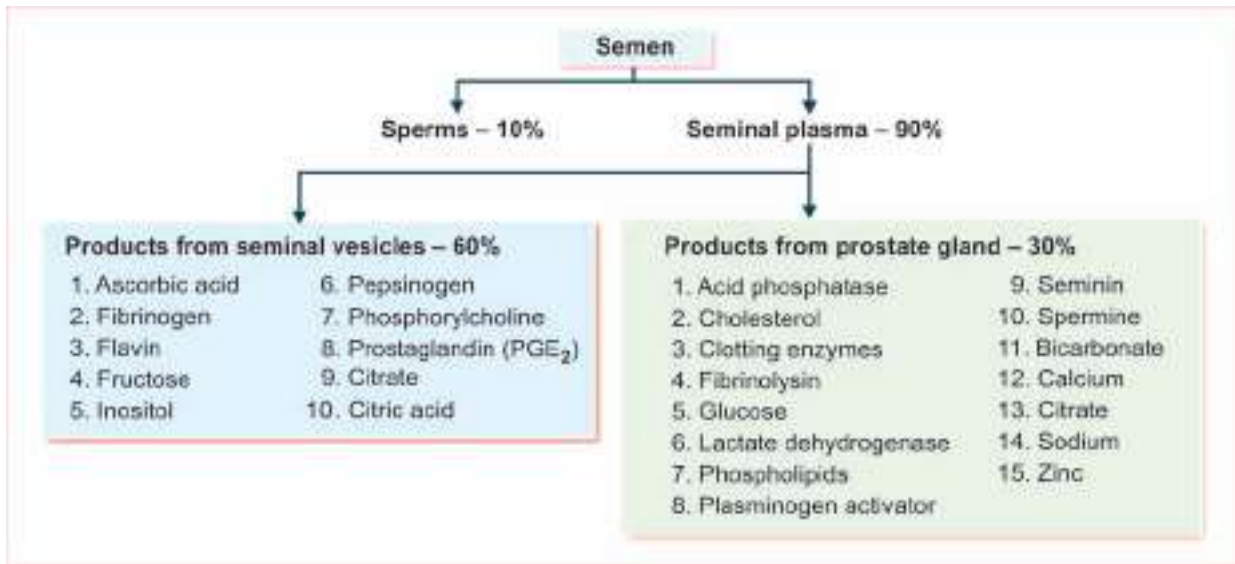 Semen
Sperms – 10%
Seminal plasma – 90%
Products from seminal vesicles – 60%
1. Ascorbic acid
2. Fibrinogen
3. Flavin
4. Fructose
5. Inositol
6. Pepsinogen
7. Phosphorylcholine
8. Prostaglandin (PGE₂)
9. Citrate
10. Citric acid
Products from prostate gland – 30%
1. Acid phosphatase
2. Cholesterol
3. Clotting enzymes
4. Fibrinolysin
5. Glucose
6. Lactate dehydrogenase
7. Phospholipids
8. Plasminogen activator
9. Seminin
10. Spermine
11. Bicarbonate
12. Calcium
13. Citrate
14. Sodium
15. Zinc